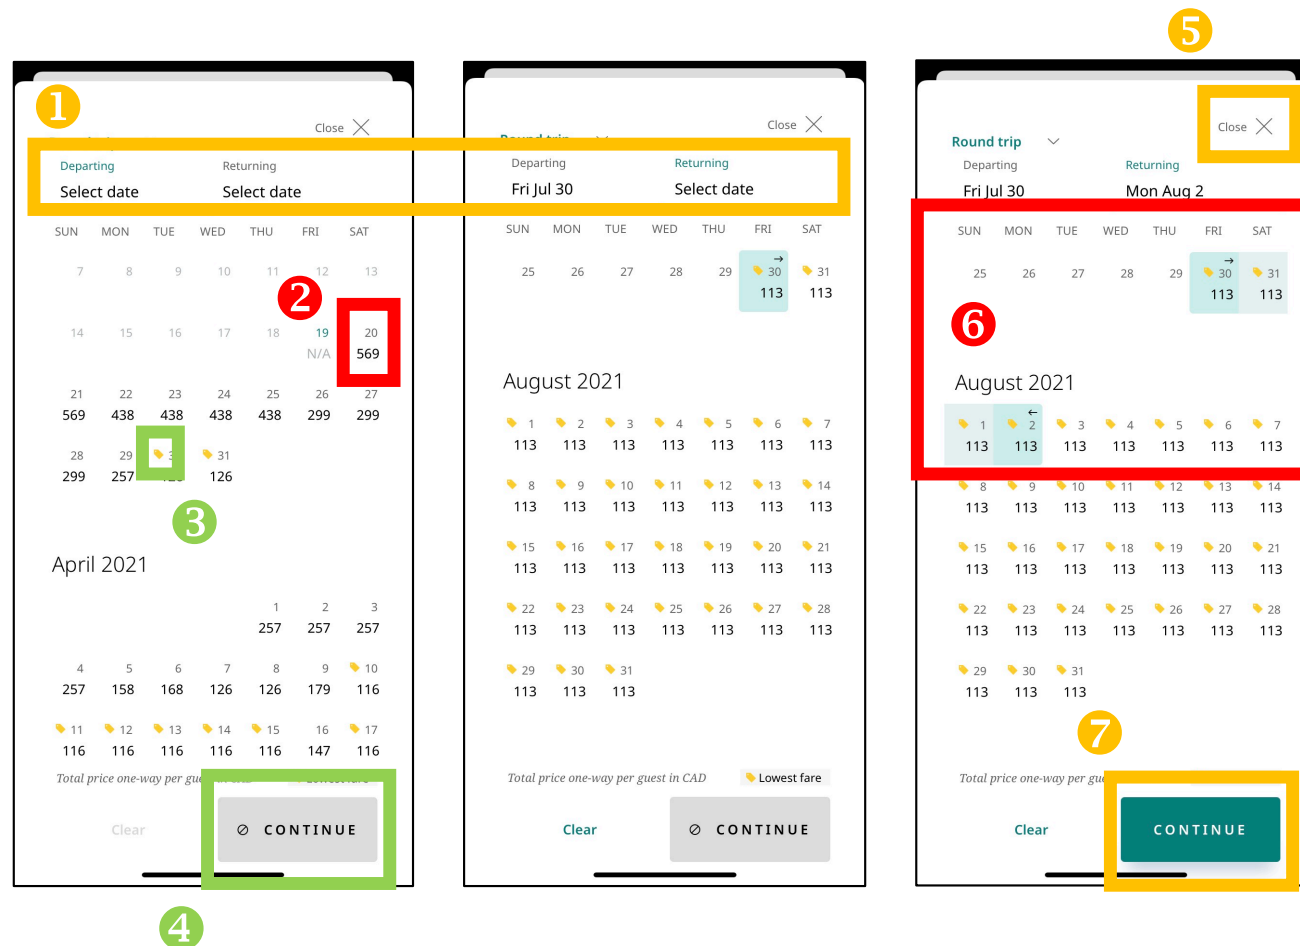 1
Close
Departing Returning
Select date Select date
SUN MON TUE WED THU FRI SAT
7 8 9 10 11 12 13
2
14 15 16 17 18 19 20
N/A 569
21 22 23 24 25 26 27
569 438 438 438 438 299 299
28 29 31
299 257 126
3
April 2021
1 2 3
257 257 257
4 5 6 7 8 9 10
257 158 168 126 126 179 116
11 12 13 14 15 16 17
116 116 116 116 116 147 116
Total price one-way per
Clear CONTINUE
4
Close
Round trip
Departing Returning
Fri Jul 30 Select date
SUN MON TUE WED THU FRI SAT
25 26 27 28 29 30 31
113 113
August 2021
1 2 3 4 5 6 7
113 113 113 113 113 113 113
8 9 10 11 12 13 14
113 113 113 113 113 113 113
15 16 17 18 19 20 21
113 113 113 113 113 113 113
22 23 24 25 26 27 28
113 113 113 113 113 113 113
29 30 31
113 113 113
Total price one-way per guest in CAD Lowest fare
Clear CONTINUE
5
Close
Round trip
Departing Returning
Fri Jul 30 Mon Aug 2
SUN MON TUE WED THU FRI SAT
25 26 27 28 29 30 31
113 113
6
August 2021
1 2 3 4 5 6 7
113 113 113 113 113 113 113
8 9 10 11 12 13 14
113 113 113 113 113 113 113
15 16 17 18 19 20 21
113 113 113 113 113 113 113
22 23 24 25 26 27 28
113 113 113 113 113 113 113
29 30 31
113 113 113
7
Total price one-way per
Clear CONTINUE